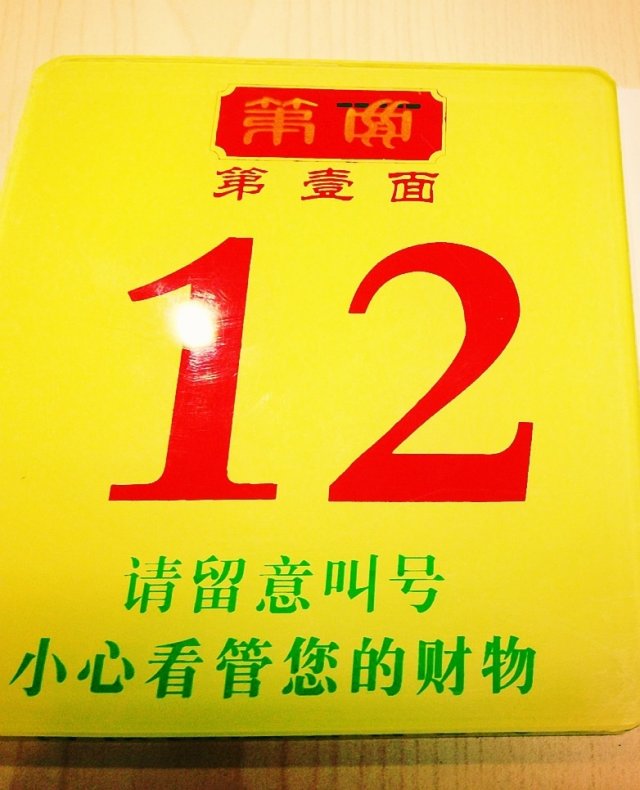 第一面
第壹面
12
请留意叫号
小心看管您的财物